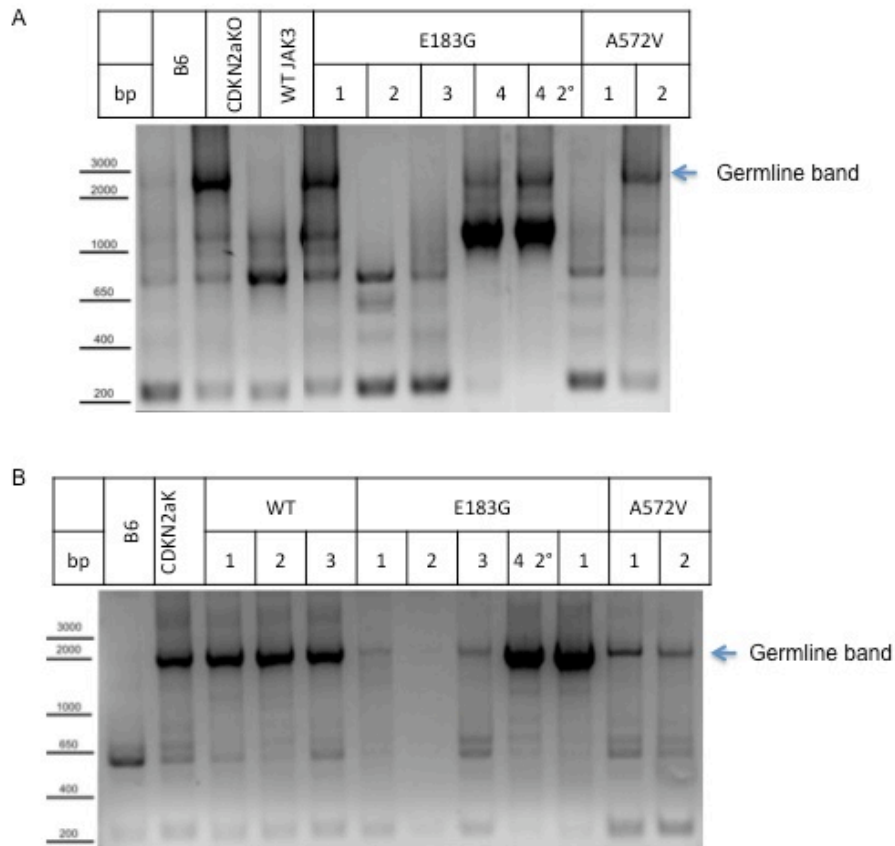 A
bp B6 CDKN2aKO WT JAK3 E183G A572V
1 2 3 4 4 2° 1 2
3000
2000
1000
650
400
200
Germline band
B
bp B6 CDKN2aK WT E183G A572V
1 2 3 1 2 3 4 2° 1 1 2
3000
2000
1000
650
400
200
Germline band